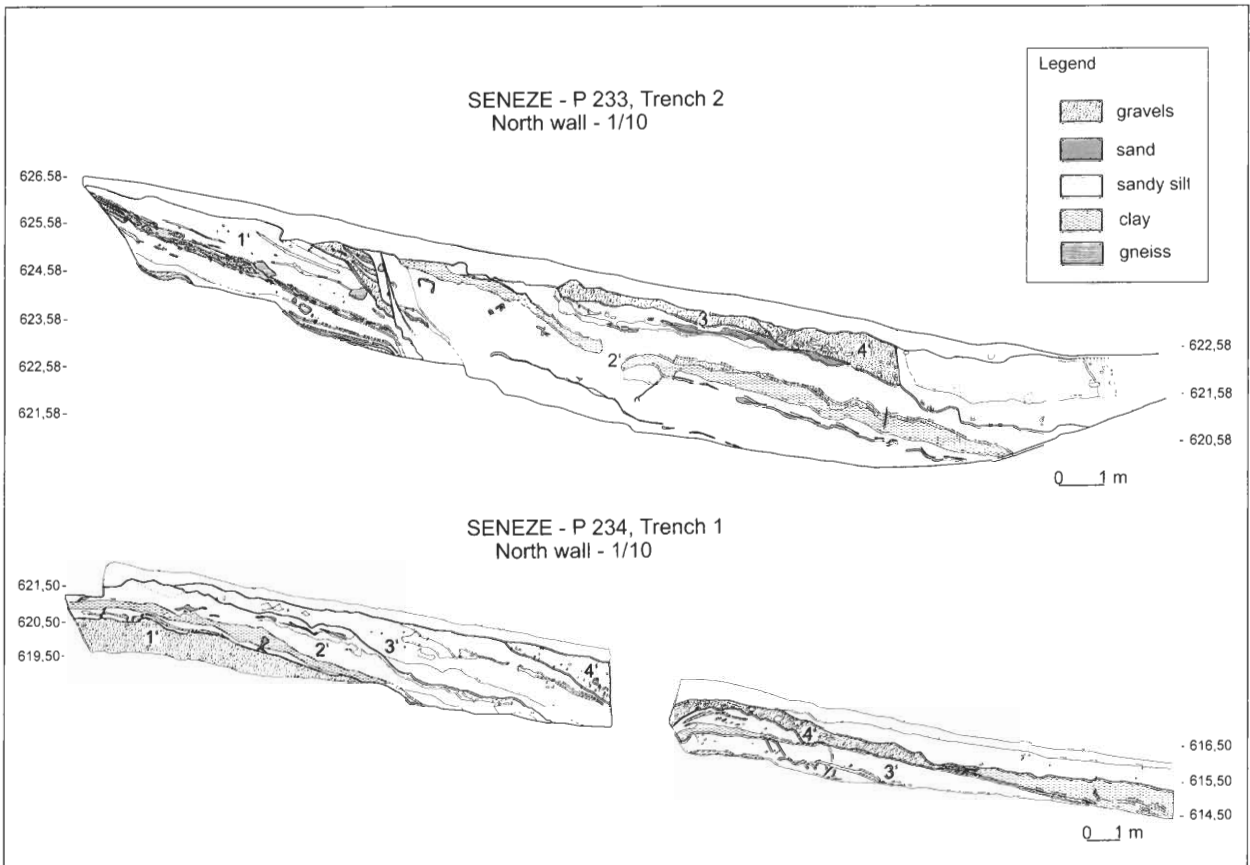 SENEZE - P 233, Trench 2
North wall - 1/10
Legend
gravels
sand
sandy silt
clay
gneiss
626.58-
625.58-
624.58-
623.58-
622.58-
621.58-
1'
2'
3'
4'
- 622,58
- 621,58
- 620,58
0 1 m
SENEZE - P 234, Trench 1
North wall - 1/10
621,50-
620,50-
619,50-
1'
2'
3'
4'
4'
3'
- 616,50
- 615,50
- 614,50
0 1 m